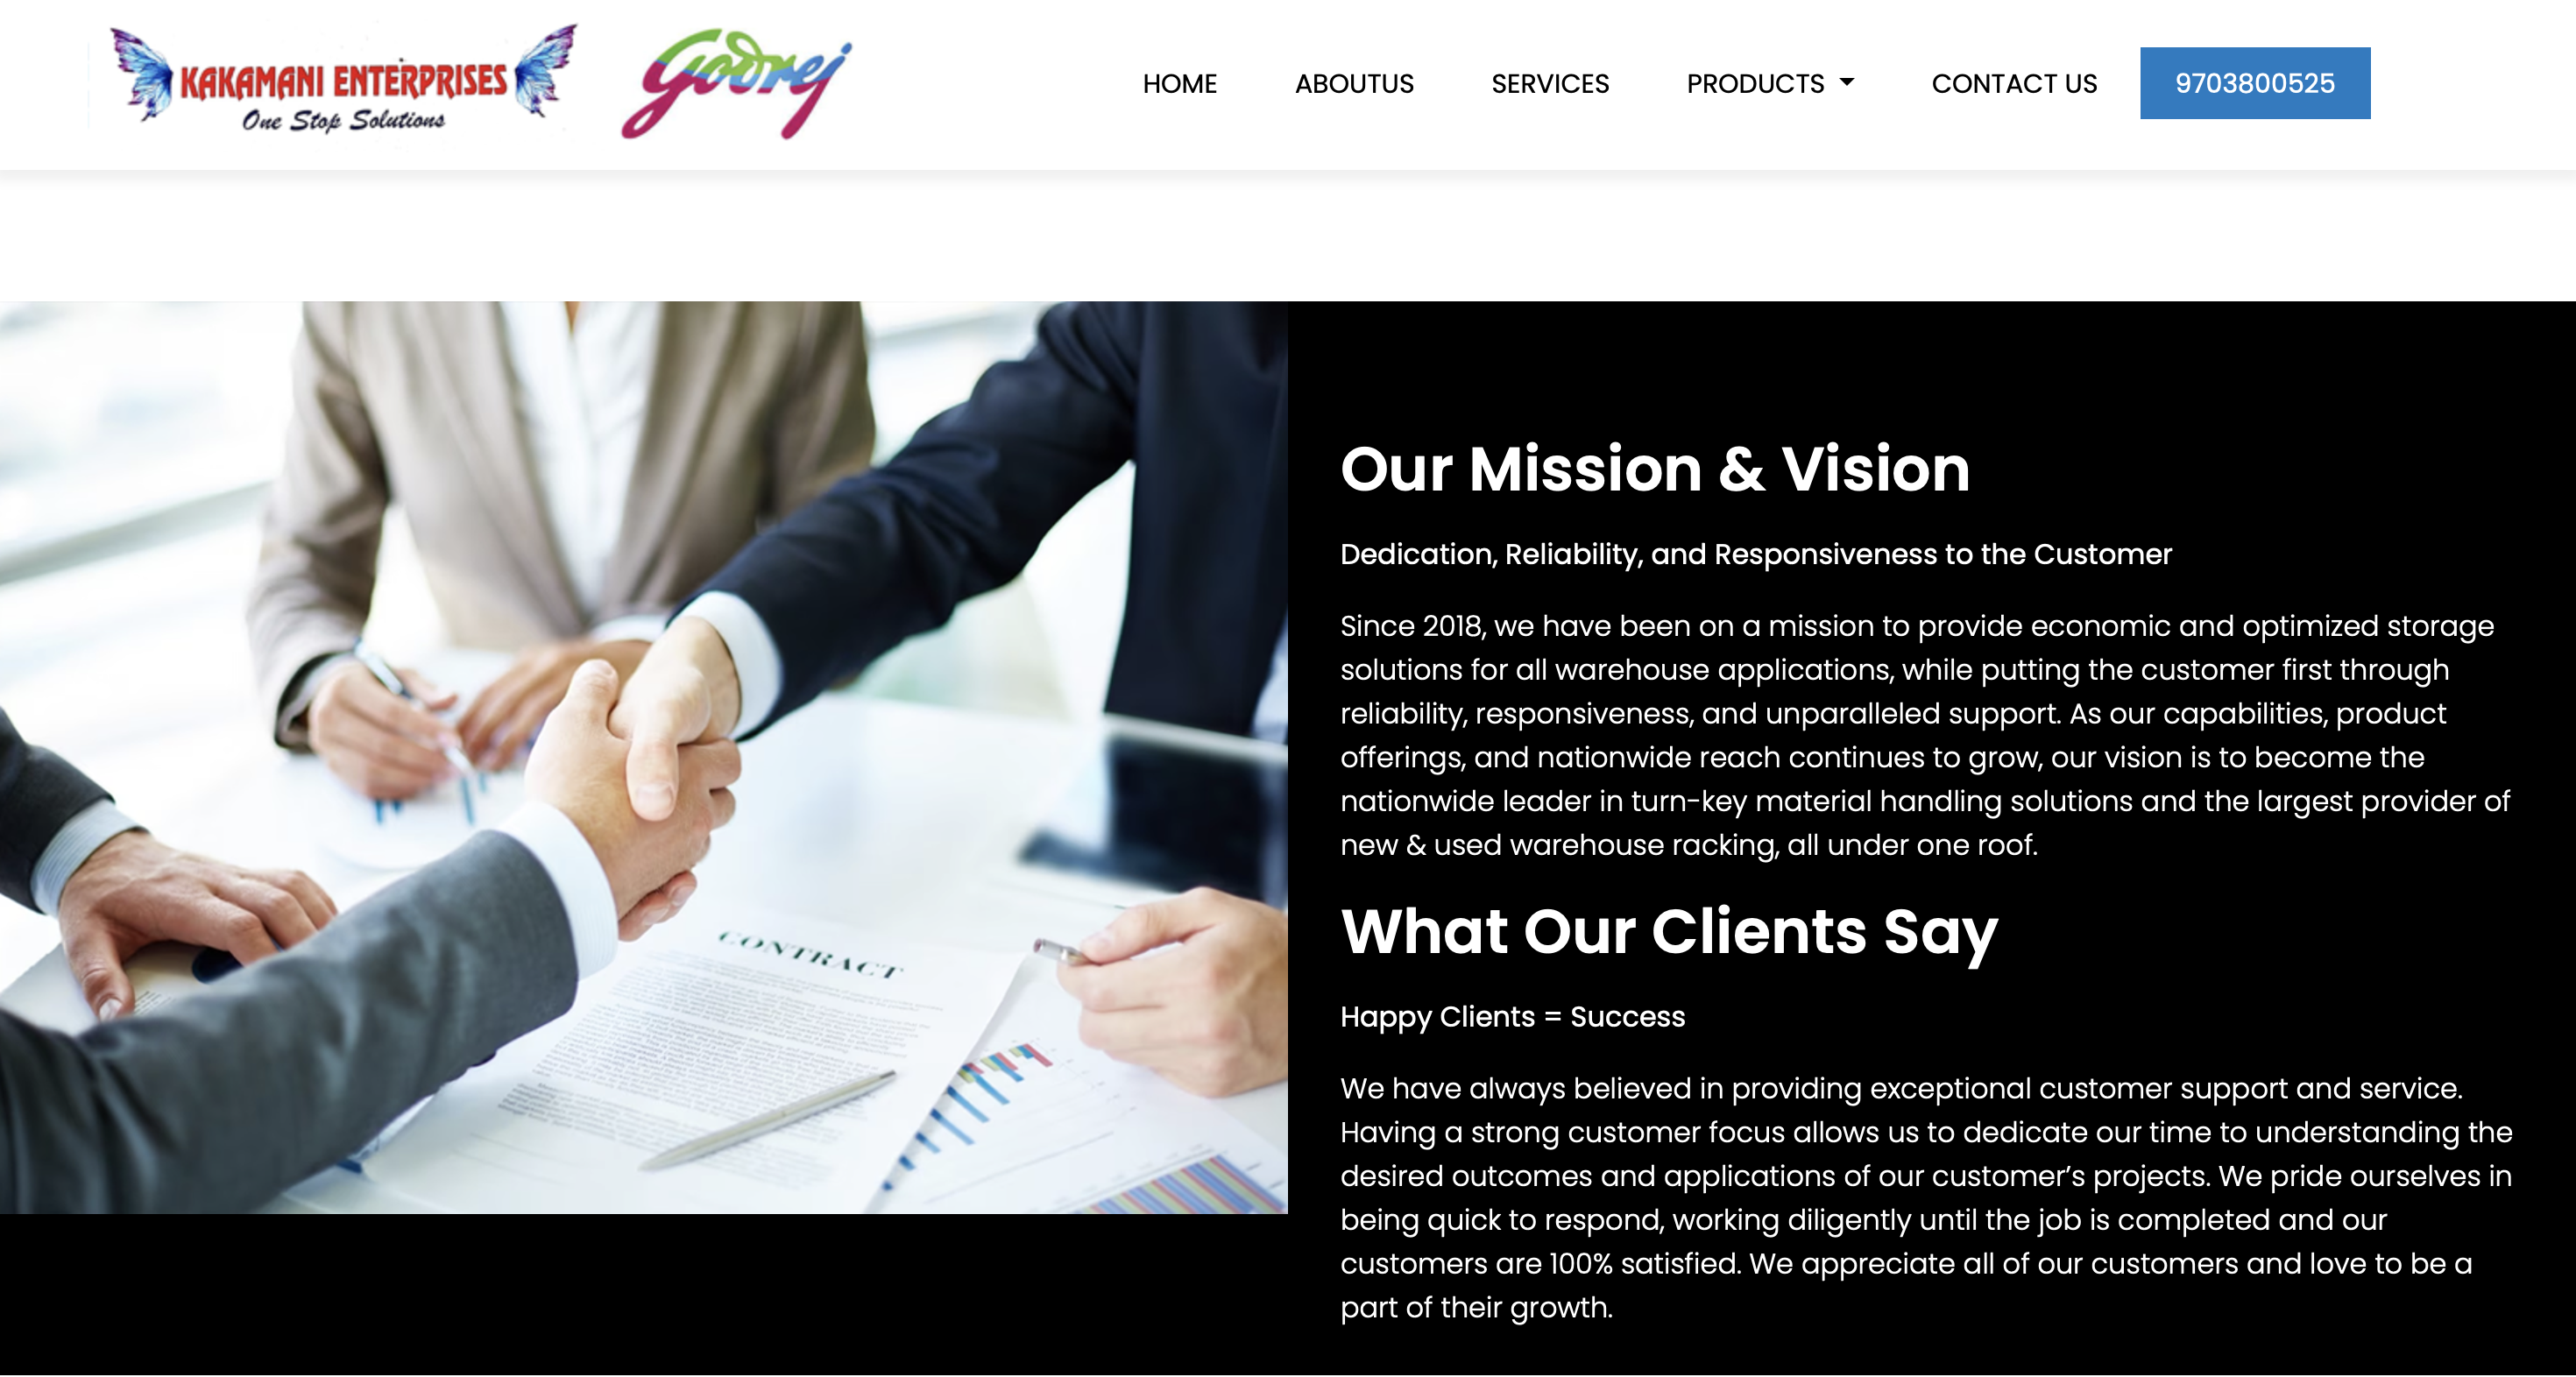 KAKAMANI ENTERPRISES
One Stop Solutions
Godrej
HOME
ABOUTUS
SERVICES
PRODUCTS
CONTACT US
9703800525
Our Mission & Vision
Dedication, Reliability, and Responsiveness to the Customer
Since 2018, we have been on a mission to provide economic and optimized storage
solutions for all warehouse applications, while putting the customer first through
reliability, responsiveness, and unparalleled support. As our capabilities, product
offerings, and nationwide reach continues to grow, our vision is to become the
nationwide leader in turn-key material handling solutions and the largest provider of
new & used warehouse racking, all under one roof.
What Our Clients Say
Happy Clients = Success
We have always believed in providing exceptional customer support and service.
Having a strong customer focus allows us to dedicate our time to understanding the
desired outcomes and applications of our customer’s projects. We pride ourselves in
being quick to respond, working diligently until the job is completed and our
customers are 100% satisfied. We appreciate all of our customers and love to be a
part of their growth.
CONTRACT